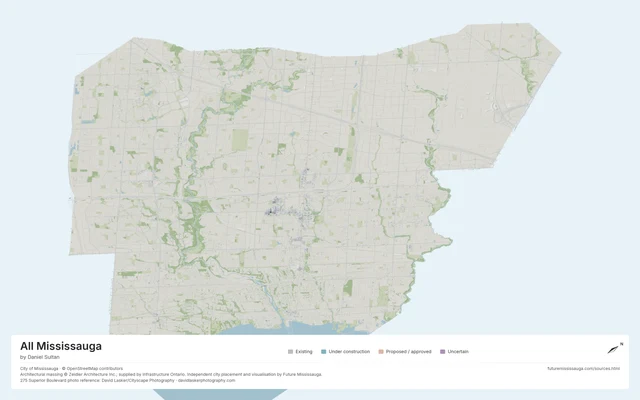 All Mississauga
by Daniel Sultan
Existing
Under construction
Proposed / approved
Uncertain
N
City of Mississauga · © OpenStreetMap contributors
Architectural massing © Zeidler Architecture Inc., supplied by Infrastructure Ontario. Independent city placement and visualisation by Future Mississauga.
275 Superior Boulevard photo reference: David Lasker/Cityscape Photography · davidlaskerphotography.com
futuremississauga.com/sources.html